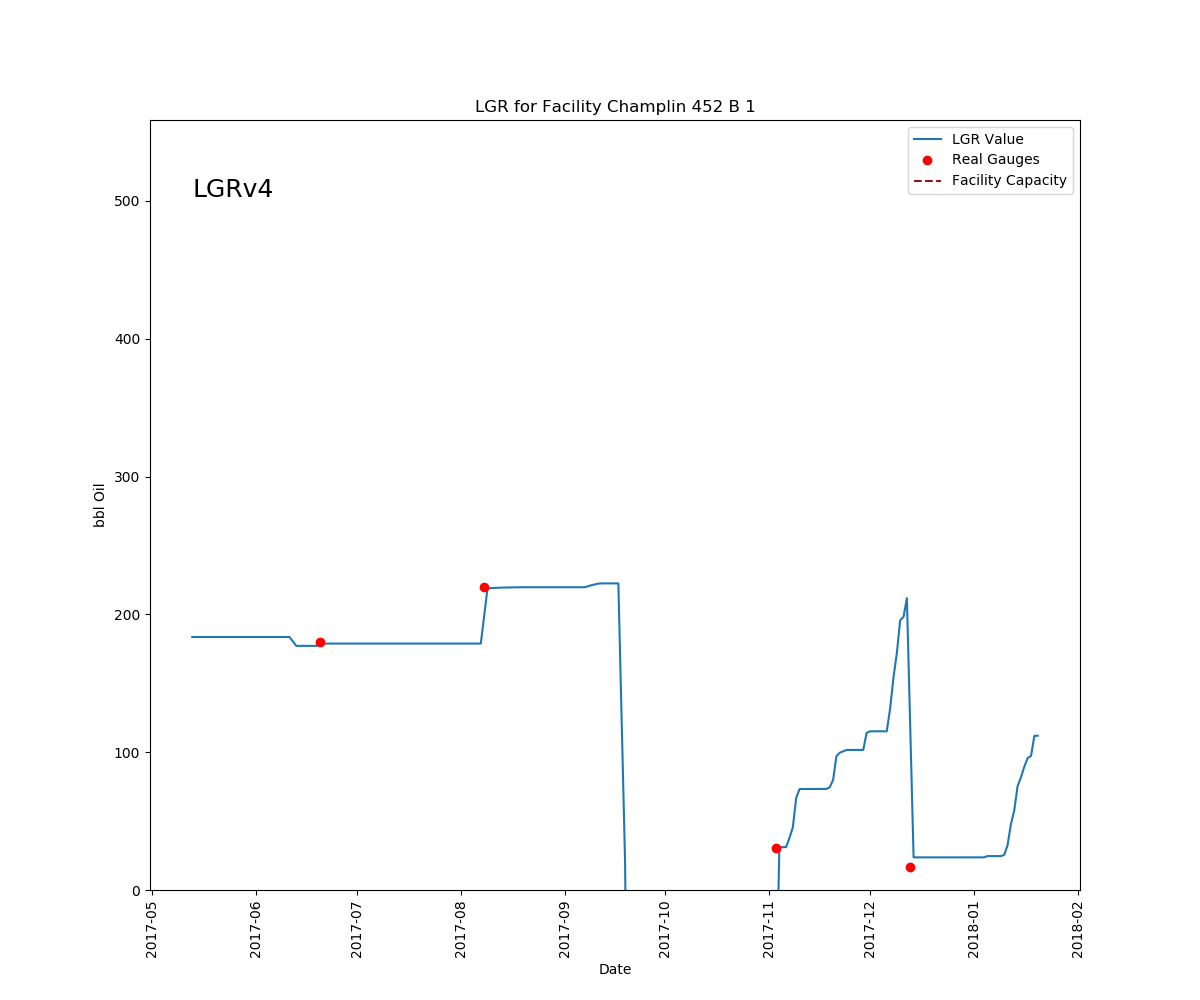 LGR for Facility Champlin 452 B 1
LGR Value
Real Gauges
Facility Capacity
LGRv4
500
400
300
200
100
0
bbl Oil
2017-05
2017-06
2017-07
2017-08
2017-09
2017-10
2017-11
2017-12
2018-01
2018-02
Date